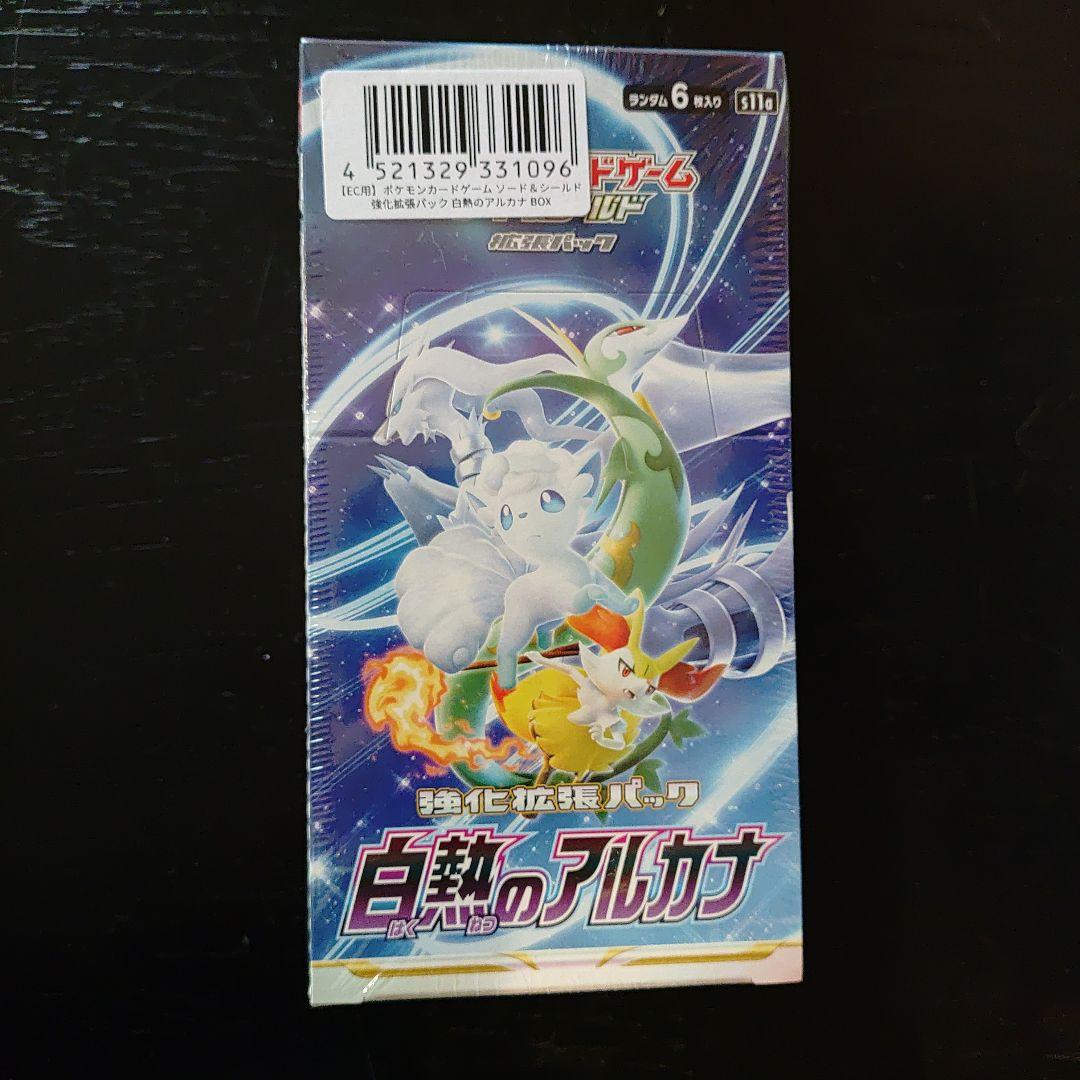 4 521329 331096
【EC用】ポケモンカードゲーム ソード＆シールド
強化拡張パック 白熱のアルカナ BOX
ランダム6枚入り s11a
ドゲーム
ルド
拡張パック
強化拡張パック
白熱のアルカナ
はく ねつ